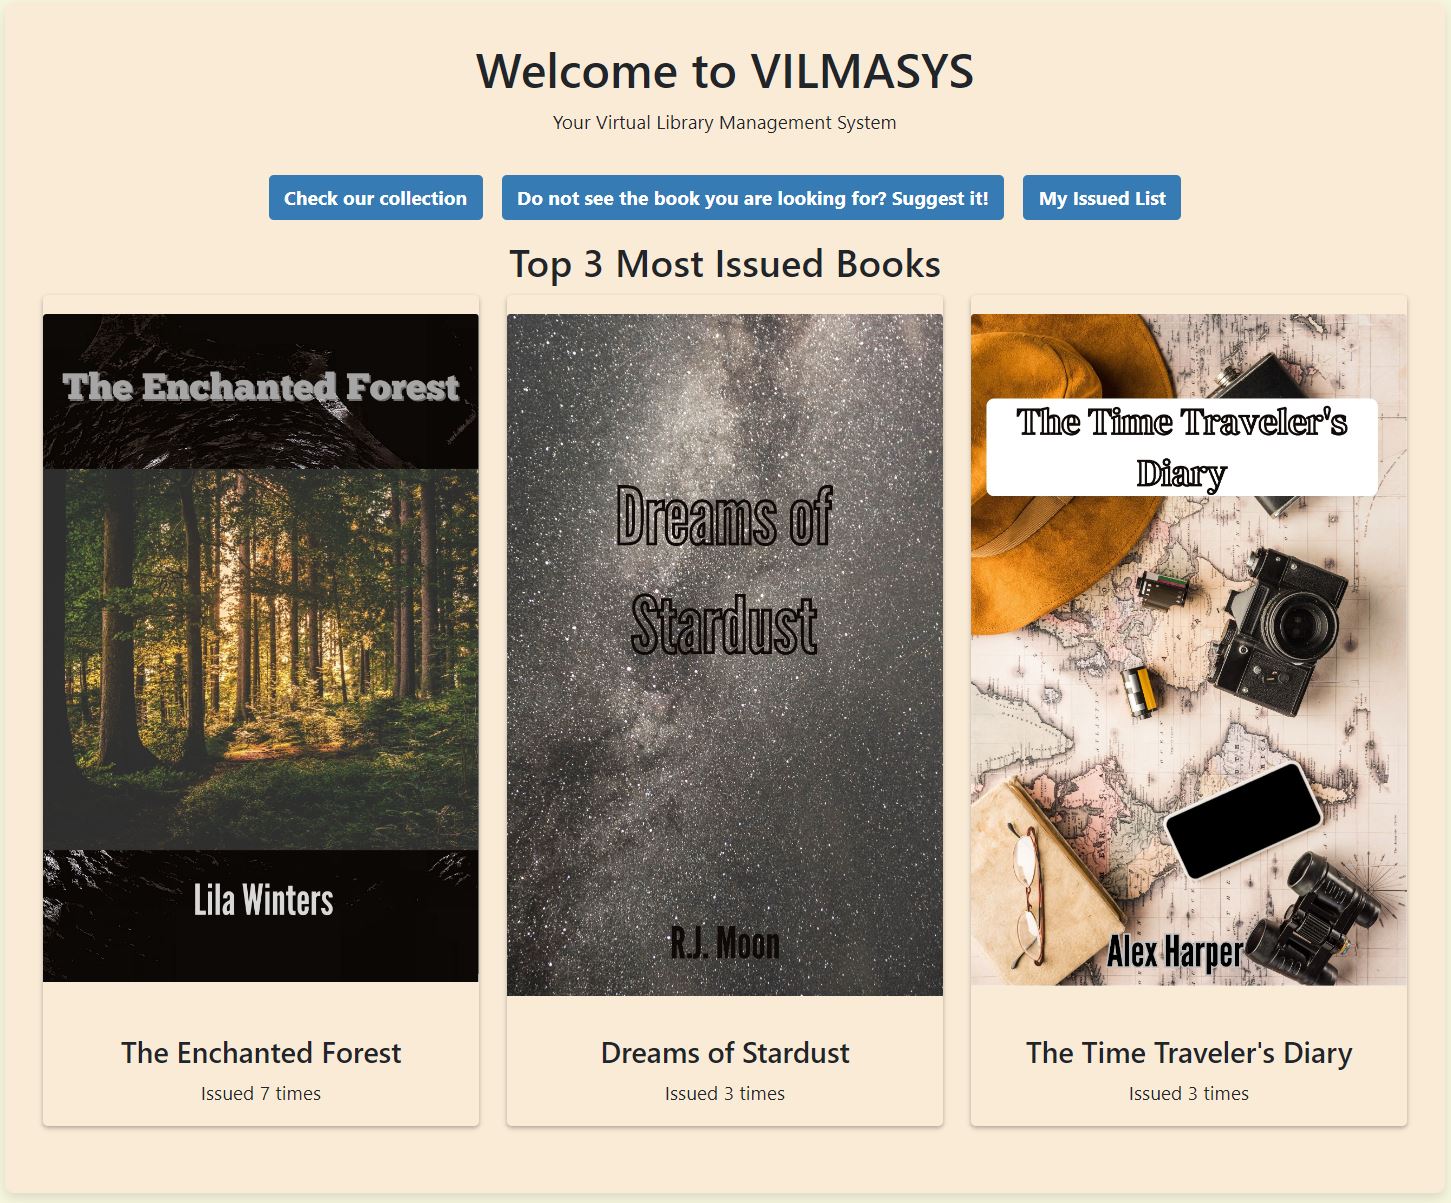 Welcome to VILMASYS
Your Virtual Library Management System
Check our collection
Do not see the book you are looking for? Suggest it!
My Issued List
Top 3 Most Issued Books
The Enchanted Forest
Lila Winters
The Enchanted Forest
Issued 7 times
Dreams of
Stardust
R.J. Moon
Dreams of Stardust
Issued 3 times
The Time Traveler's
Diary
Alex Harper
The Time Traveler's Diary
Issued 3 times